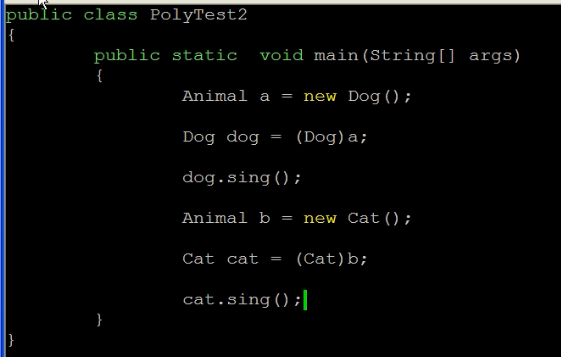 public class PolyTest2
{
public static  void main(String[] args)
{
Animal a = new Dog();
Dog dog = (Dog)a;
dog.sing();
Animal b = new Cat();
Cat cat = (Cat)b;
cat.sing();
}
}